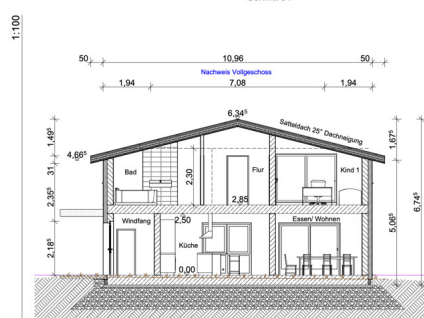 1:100
50 10,96 50
Nachweis Vollgeschoss
1,94 7,08 1,94
6,34⁵
Satteldach 25° Dachneigung
1,49⁵
1,67⁵
4,66⁵
31
Bad
2,30
Flur
Kind 1
2,35⁵
2,85
6,74⁵
Windfang
2,50
Essen/ Wohnen
5,06⁵
2,18⁵
Küche
0,00